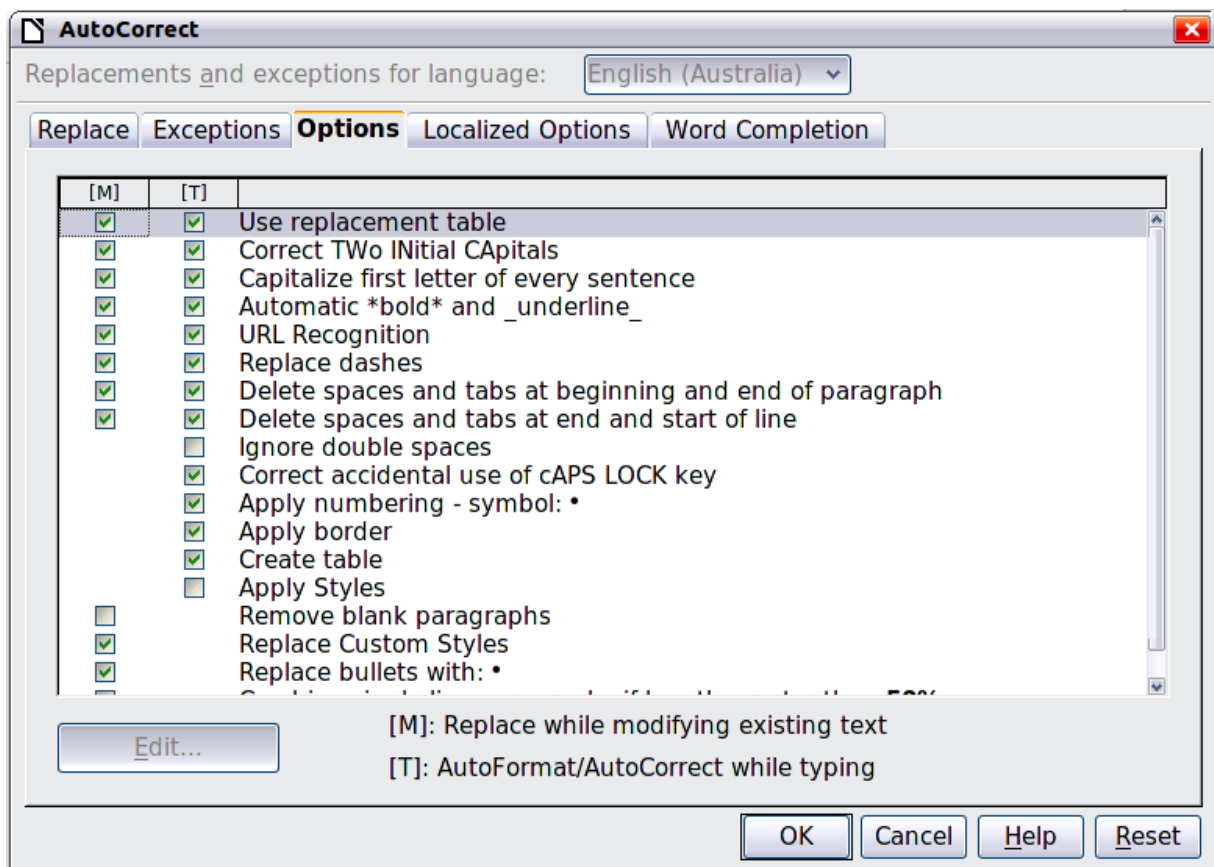 AutoCorrect
Replacements and exceptions for language: English (Australia)
Replace Exceptions Options Localized Options Word Completion
[M] [T]
Use replacement table
Correct TWo INitial CApitals
Capitalize first letter of every sentence
Automatic *bold* and _underline_
URL Recognition
Replace dashes
Delete spaces and tabs at beginning and end of paragraph
Delete spaces and tabs at end and start of line
Ignore double spaces
Correct accidental use of cAPS LOCK key
Apply numbering - symbol: •
Apply border
Create table
Apply Styles
Remove blank paragraphs
Replace Custom Styles
Replace bullets with: •
Edit...
[M]: Replace while modifying existing text
[T]: AutoFormat/AutoCorrect while typing
OK Cancel Help Reset